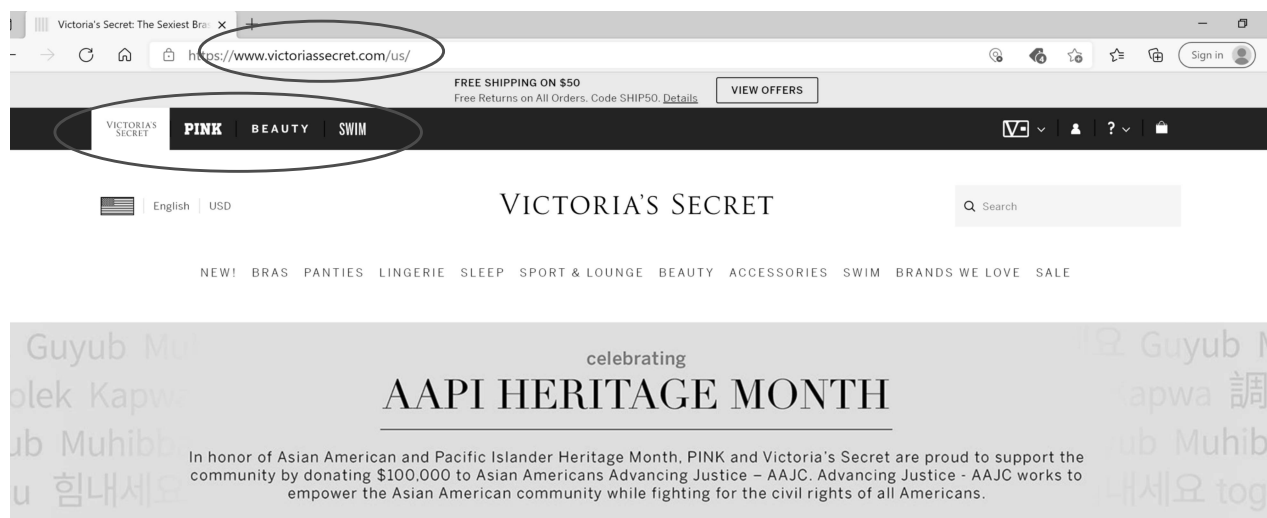 Victoria's Secret: The Sexiest Bra
https://www.victoriassecret.com/us/
Sign in
FREE SHIPPING ON $50
Free Returns on All Orders. Code SHIP50. Details
VIEW OFFERS
VICTORIA'S
SECRET
PINK
BEAUTY
SWIM
English
USD
VICTORIA'S SECRET
Search
NEW! BRAS PANTIES LINGERIE SLEEP SPORT & LOUNGE BEAUTY ACCESSORIES SWIM BRANDS WE LOVE SALE
Guyub
Guyub
celebrating
AAPI HERITAGE MONTH
Kapwa
調
Muhib
In honor of Asian American and Pacific Islander Heritage Month, PINK and Victoria's Secret are proud to support the
community by donating $100,000 to Asian Americans Advancing Justice – AAJC. Advancing Justice - AAJC works to
empower the Asian American community while fighting for the civil rights of all Americans.
힘내세요
tog